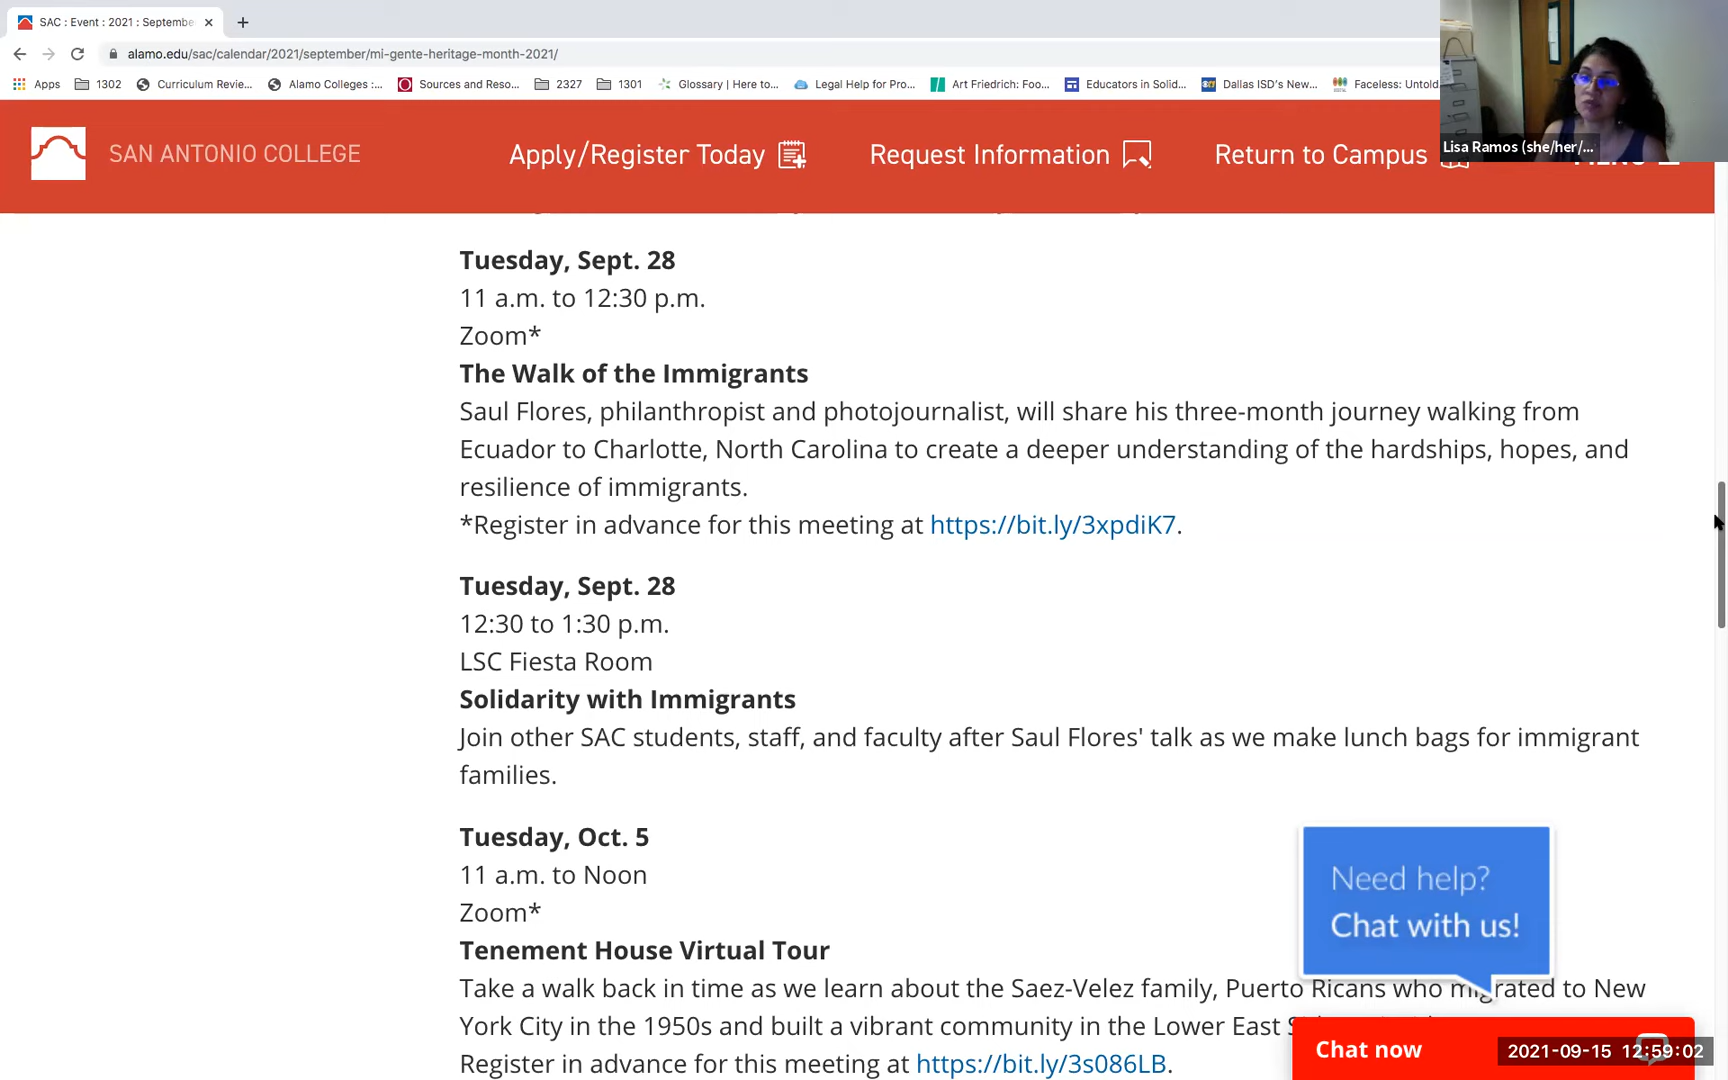 SAC : Event : 2021 : Septembe
alamo.edu/sac/calendar/2021/september/mi-gente-heritage-month-2021/
Apps 1302 Curriculum Revie... Alamo Colleges :... Sources and Reso... 2327 1301 Glossary | Here to... Legal Help for Pro... Art Friedrich: Foo... Educators in Solid... Dallas ISD's New... Faceless: Untold
Lisa Ramos (she/her/...
SAN ANTONIO COLLEGE Apply/Register Today Request Information Return to Campus
Tuesday, Sept. 28
11 a.m. to 12:30 p.m.
Zoom*
The Walk of the Immigrants
Saul Flores, philanthropist and photojournalist, will share his three-month journey walking from
Ecuador to Charlotte, North Carolina to create a deeper understanding of the hardships, hopes, and
resilience of immigrants.
*Register in advance for this meeting at https://bit.ly/3xpdiK7.
Tuesday, Sept. 28
12:30 to 1:30 p.m.
LSC Fiesta Room
Solidarity with Immigrants
Join other SAC students, staff, and faculty after Saul Flores' talk as we make lunch bags for immigrant
families.
Tuesday, Oct. 5
11 a.m. to Noon
Zoom*
Tenement House Virtual Tour
Take a walk back in time as we learn about the Saez-Velez family, Puerto Ricans who migrated to New
York City in the 1950s and built a vibrant community in the Lower East
Register in advance for this meeting at https://bit.ly/3s086LB.
Need help?
Chat with us!
Chat now
2021-09-15 12:59:02